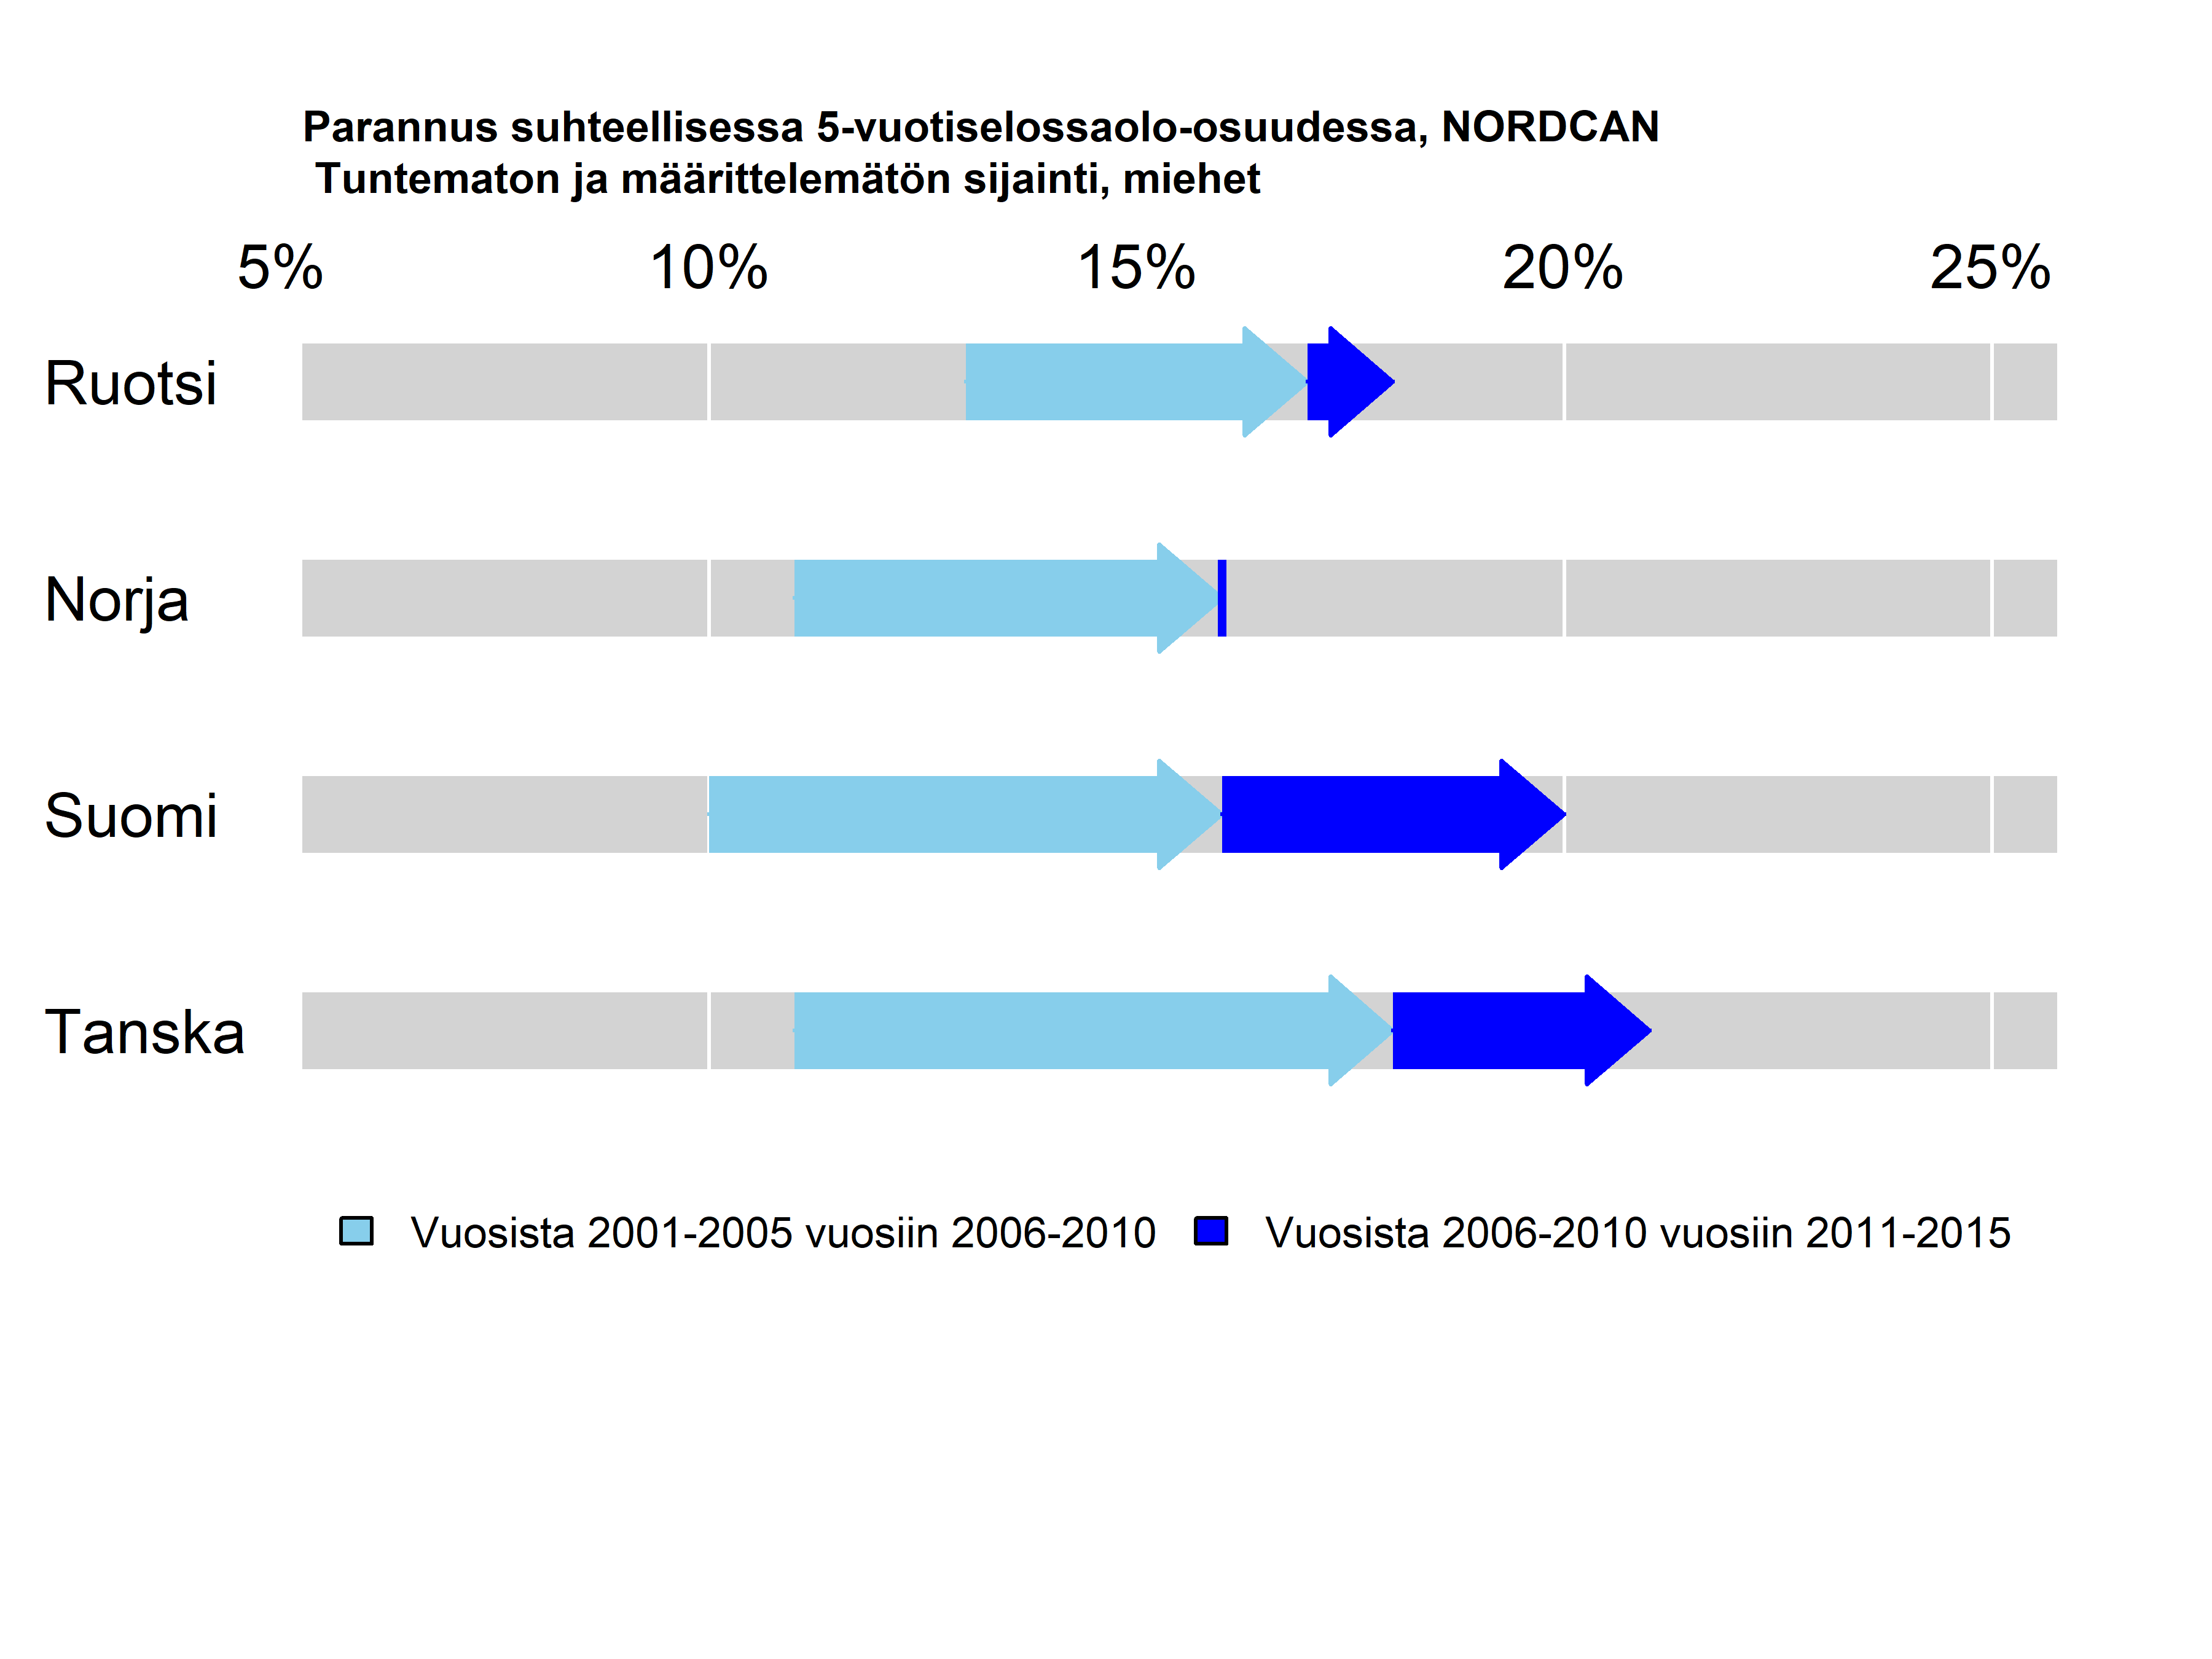 Parannus suhteellisessa 5-vuotiselossaolo-osuudessa, NORDCAN
Tuntematon ja määrittelemätön sijainti, miehet
5% 10% 15% 20% 25%
Ruotsi
Norja
Suomi
Tanska
Vuosista 2001-2005 vuosiin 2006-2010 Vuosista 2006-2010 vuosiin 2011-2015